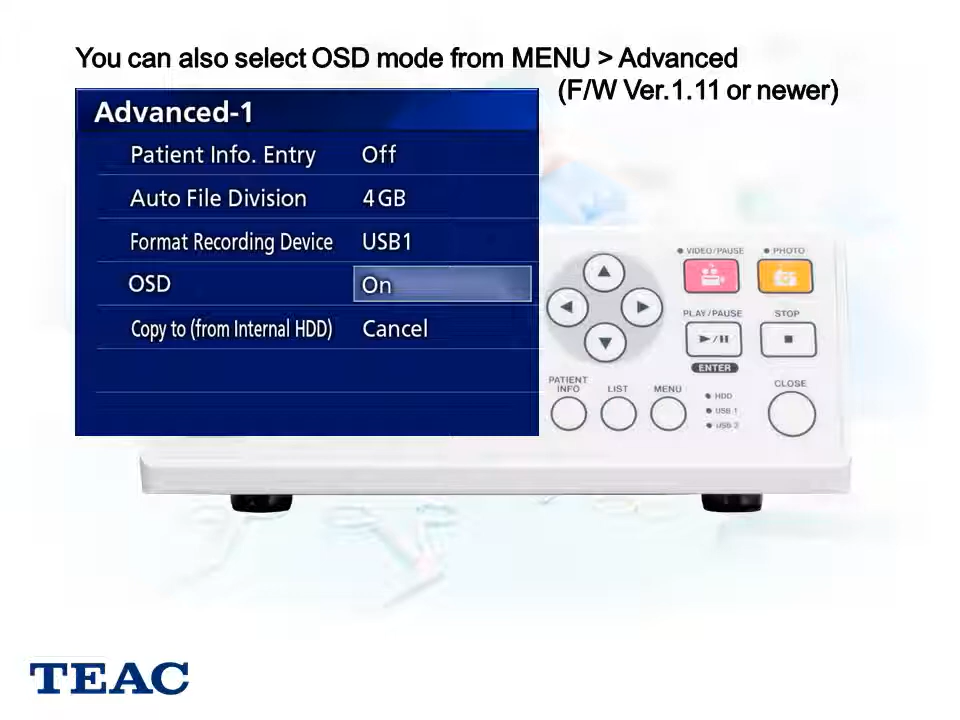 You can also select OSD mode from MENU > Advanced
(F/W Ver.1.11 or newer)
Advanced-1
Patient Info. Entry Off
Auto File Division 4GB
Format Recording Device USB1
OSD On
Copy to (from Internal HDD) Cancel
VIDEO/PAUSE PHOTO
PLAY/PAUSE STOP
ENTER
PATIENT INFO LIST MENU
CLOSE
HDD
USB 1
USB 2
TEAC